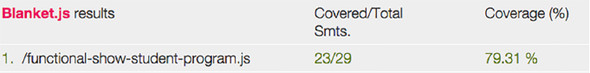 Blanket.js results Covered/Total Smts. Coverage (%)
1. /functional-show-student-program.js 23/29 79.31 %